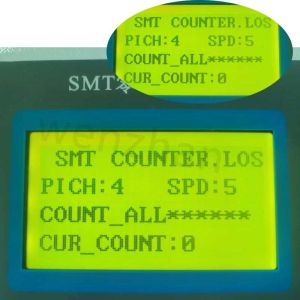 SMT COUNTER.LOS
PICH:4 SPD:5
COUNT_ALL******
CUR_COUNT:0
SMT
SMT COUNTER.LOS
PICH:4 SPD:5
COUNT_ALL******
CUR_COUNT:0